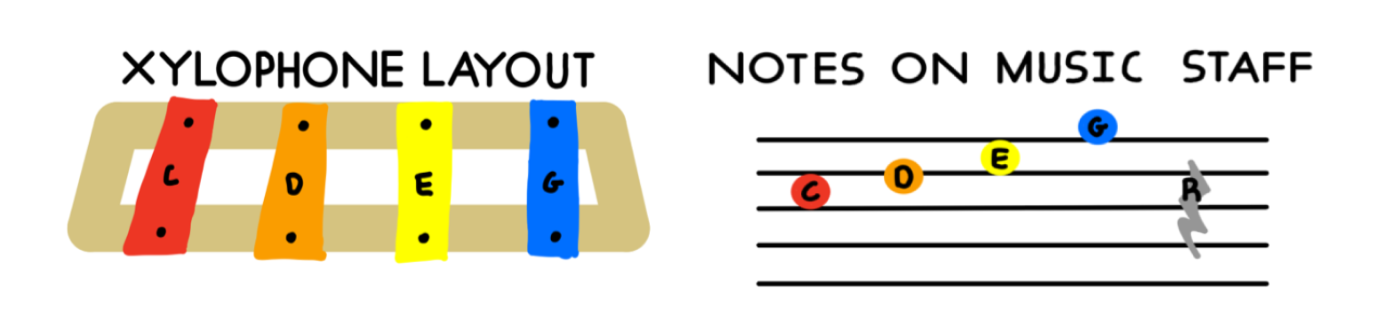 XYLOPHONE LAYOUT
C D E G
NOTES ON MUSIC STAFF
C D E G R